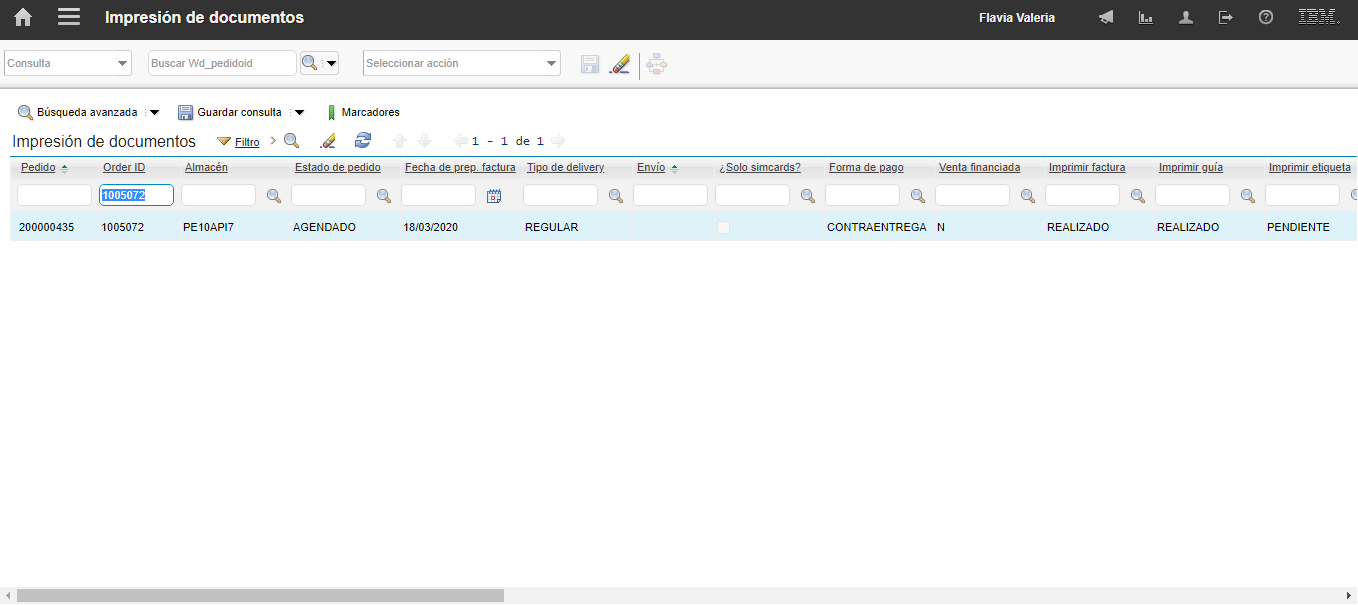 Impresión de documentos Flavia Valeria IBM.
Consulta Buscar Wd_pedidoid Seleccionar acción
Búsqueda avanzada Guardar consulta Marcadores
Impresión de documentos Filtro 1 - 1 de 1
Pedido Order ID Almacén Estado de pedido Fecha de prep. factura Tipo de delivery Envío ¿Solo simcards? Forma de pago Venta financiada Imprimir factura Imprimir guía Imprimir etiqueta
1005072
200000435 1005072 PE10API7 AGENDADO 18/03/2020 REGULAR CONTRAENTREGA N REALIZADO REALIZADO PENDIENTE